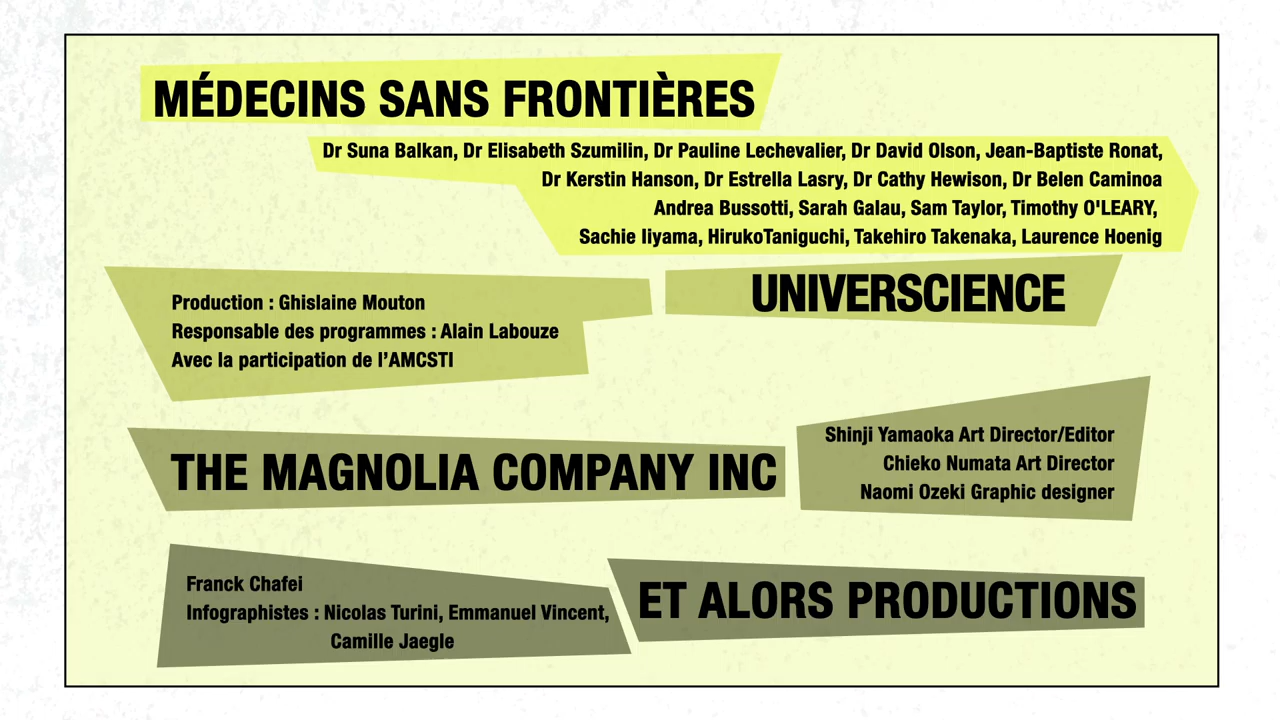 MÉDECINS SANS FRONTIÈRES
Dr Suna Balkan, Dr Elisabeth Szumilin, Dr Pauline Lechevalier, Dr David Olson, Jean-Baptiste Ronat,
Dr Kerstin Hanson, Dr Estrella Lasry, Dr Cathy Hewison, Dr Belen Caminoa
Andrea Bussotti, Sarah Galau, Sam Taylor, Timothy O'LEARY,
Sachie Iiyama, HirukoTaniguchi, Takehiro Takenaka, Laurence Hoenig
UNIVERSCIENCE
Production : Ghislaine Mouton
Responsable des programmes : Alain Labouze
Avec la participation de l’AMCSTI
THE MAGNOLIA COMPANY INC
Shinji Yamaoka Art Director/Editor
Chieko Numata Art Director
Naomi Ozeki Graphic designer
ET ALORS PRODUCTIONS
Franck Chafei
Infographistes : Nicolas Turini, Emmanuel Vincent,
Camille Jaegle